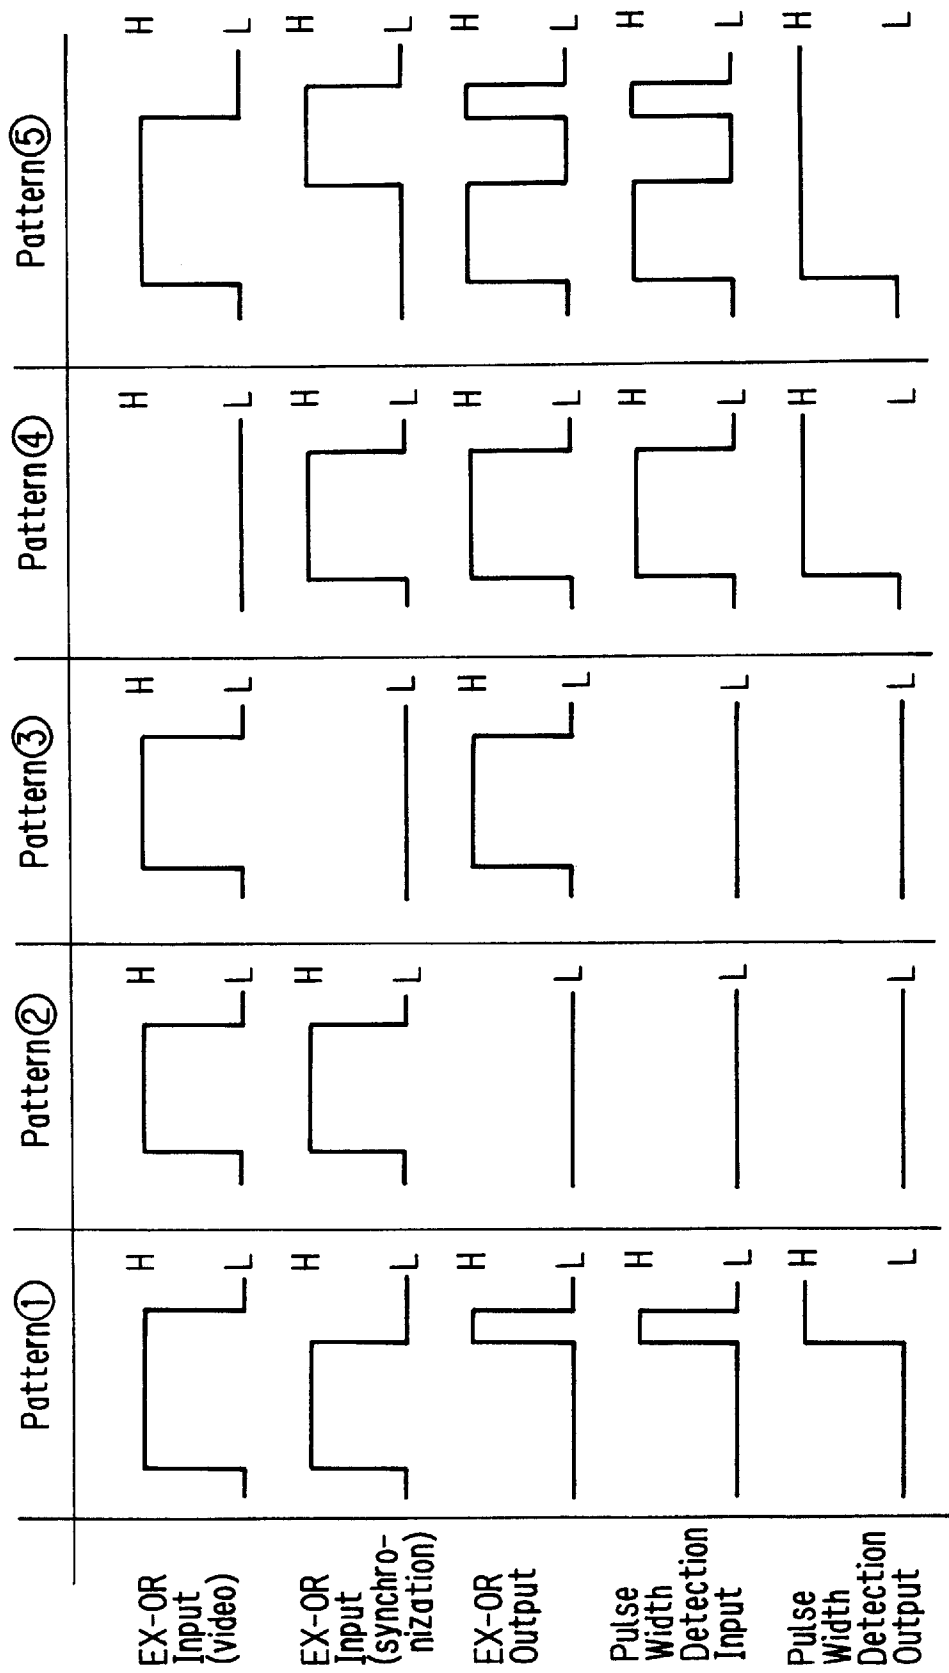 Pattern①
Pattern②
Pattern③
Pattern④
Pattern⑤
EX-OR
Input
(video)
H
L
H
L
H
L
H
L
H
L
EX-OR
Input
(synchro-
nization)
H
L
H
L
L
H
L
H
L
EX-OR
Output
H
L
L
H
L
H
L
H
L
Pulse
Width
Detection
Input
H
L
L
L
H
L
H
L
Pulse
Width
Detection
Output
H
L
L
L
H
L
H
L